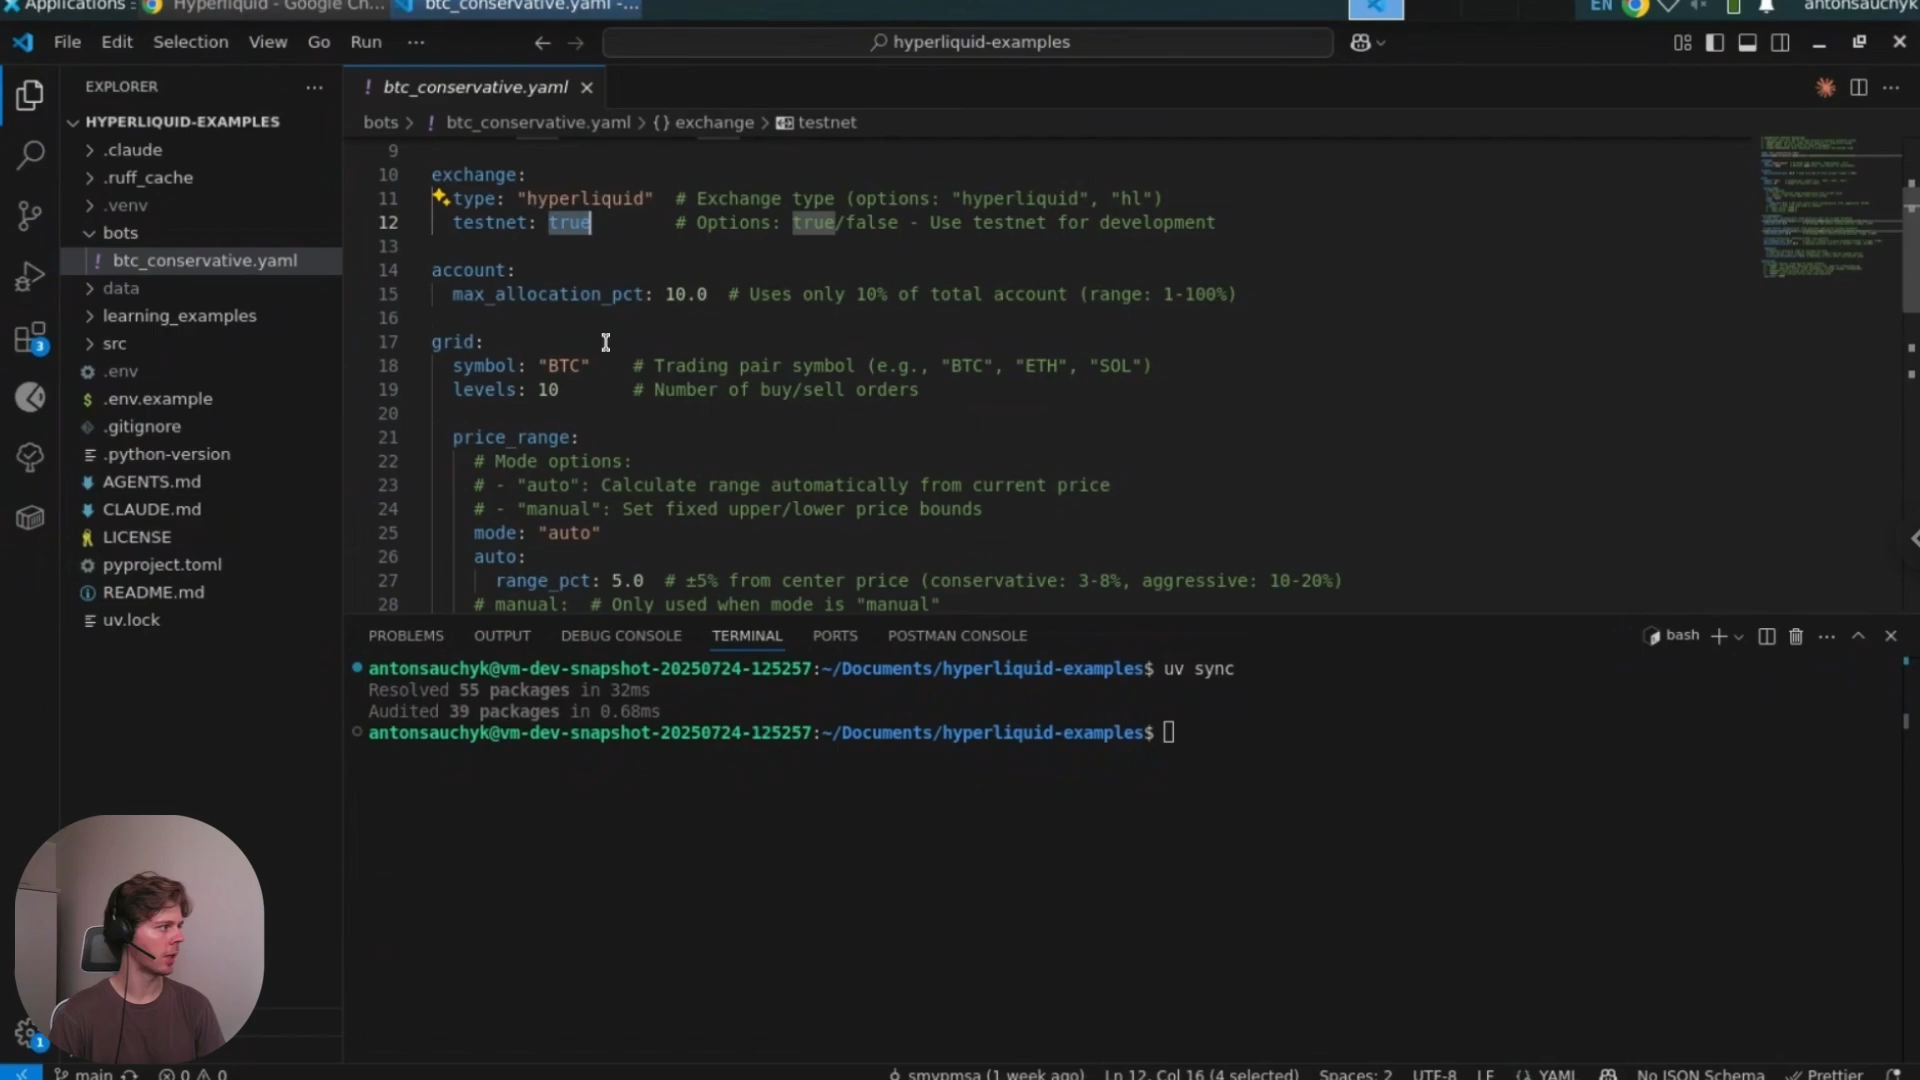 Applications
Hyperliquid - Google Ch...
btc_conservative.yaml -...
EN
antonsauchyk
File
Edit
Selection
View
Go
Run
hyperliquid-examples
EXPLORER
HYPERLIQUID-EXAMPLES
.claude
.ruff_cache
.venv
bots
btc_conservative.yaml
data
learning_examples
src
.env
.env.example
.gitignore
.python-version
AGENTS.md
CLAUDE.md
LICENSE
pyproject.toml
README.md
uv.lock
3
1
! btc_conservative.yaml
bots > ! btc_conservative.yaml > {} exchange > testnet
9
10 exchange:
11 type: "hyperliquid"  # Exchange type (options: "hyperliquid", "hl")
12 testnet: true        # Options: true/false - Use testnet for development
13
14 account:
15 max_allocation_pct: 10.0  # Uses only 10% of total account (range: 1-100%)
16
17 grid:
18 symbol: "BTC"    # Trading pair symbol (e.g., "BTC", "ETH", "SOL")
19 levels: 10       # Number of buy/sell orders
20
21 price_range:
22 # Mode options:
23 # - "auto": Calculate range automatically from current price
24 # - "manual": Set fixed upper/lower price bounds
25 mode: "auto"
26 auto:
27 range_pct: 5.0  # ±5% from center price (conservative: 3-8%, aggressive: 10-20%)
28 # manual:  # Only used when mode is "manual"
PROBLEMS
OUTPUT
DEBUG CONSOLE
TERMINAL
PORTS
POSTMAN CONSOLE
bash
antonsauchyk@vm-dev-snapshot-20250724-125257:~/Documents/hyperliquid-examples$ uv sync
Resolved 55 packages in 32ms
Audited 39 packages in 0.68ms
antonsauchyk@vm-dev-snapshot-20250724-125257:~/Documents/hyperliquid-examples$
main
0
0
smypmsa (1 week ago)
Ln 12, Col 16 (4 selected)
Spaces: 2
UTF-8
LF
YAML
No JSON Schema
Prettier